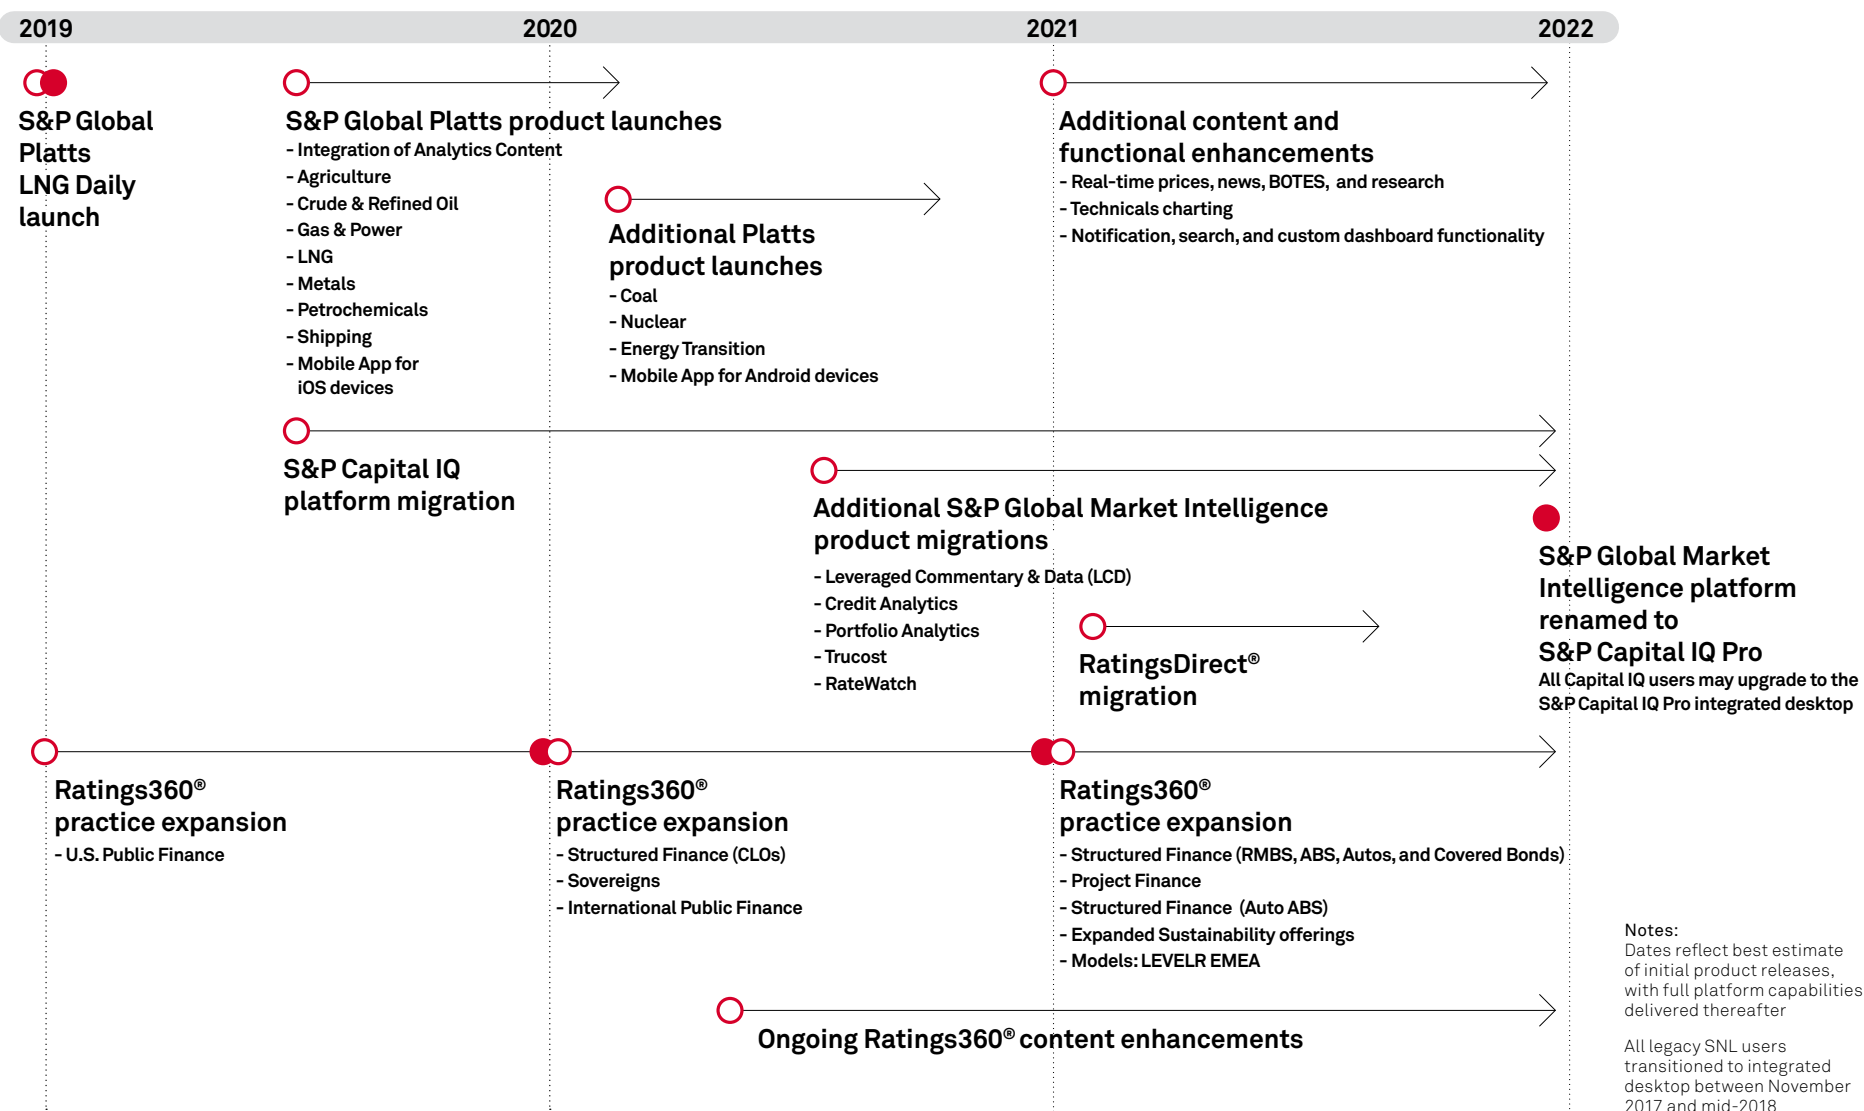 2019
2020
2021
2022
S&P Global
Platts
LNG Daily
launch
S&P Global Platts product launches
- Integration of Analytics Content
- Agriculture
- Crude & Refined Oil
- Gas & Power
- LNG
- Metals
- Petrochemicals
- Shipping
- Mobile App for
iOS devices
Additional Platts
product launches
- Coal
- Nuclear
- Energy Transition
- Mobile App for Android devices
Additional content and
functional enhancements
- Real-time prices, news, BOTES, and research
- Technicals charting
- Notification, search, and custom dashboard functionality
S&P Capital IQ
platform migration
Additional S&P Global Market Intelligence
product migrations
- Leveraged Commentary & Data (LCD)
- Credit Analytics
- Portfolio Analytics
- Trucost
- RateWatch
RatingsDirect®
migration
S&P Global Market
Intelligence platform
renamed to
S&P Capital IQ Pro
All Capital IQ users may upgrade to the
S&P Capital IQ Pro integrated desktop
Ratings360®
practice expansion
- U.S. Public Finance
Ratings360®
practice expansion
- Structured Finance (CLOs)
- Sovereigns
- International Public Finance
Ratings360®
practice expansion
- Structured Finance (RMBS, ABS, Autos, and Covered Bonds)
- Project Finance
- Structured Finance (Auto ABS)
- Expanded Sustainability offerings
- Models: LEVELR EMEA
Ongoing Ratings360® content enhancements
Notes:
Dates reflect best estimate
of initial product releases,
with full platform capabilities
delivered thereafter
All legacy SNL users
transitioned to integrated
desktop between November
2017 and mid-2018